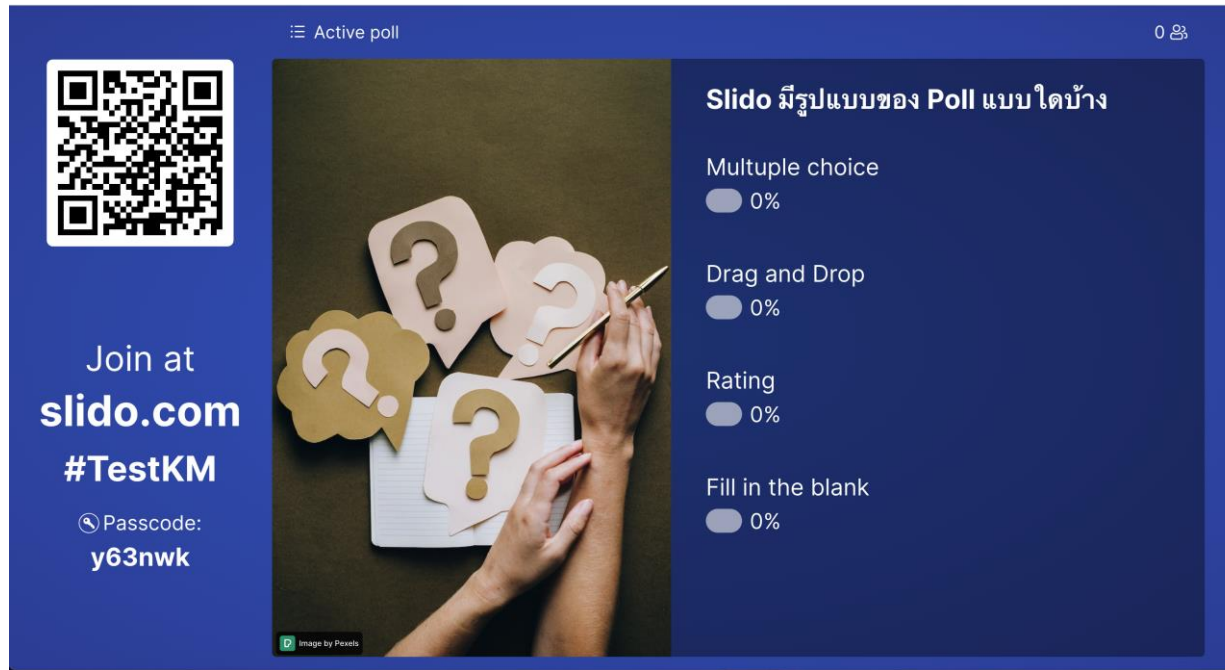 Active poll
0
Join at
slido.com
#TestKM
Passcode:
y63nwk
Image by Pexels
Slido มีรูปแบบของ Poll แบบใดบ้าง
Multuple choice
0%
Drag and Drop
0%
Rating
0%
Fill in the blank
0%